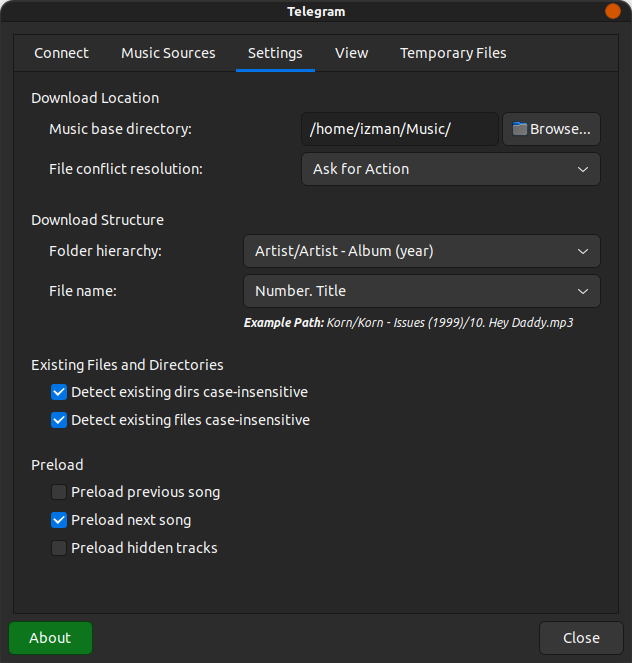 Telegram
Connect Music Sources Settings View Temporary Files
Download Location
Music base directory: /home/izman/Music/ Browse...
File conflict resolution: Ask for Action
Download Structure
Folder hierarchy: Artist/Artist - Album (year)
File name: Number. Title
Example Path: Korn/Korn - Issues (1999)/10. Hey Daddy.mp3
Existing Files and Directories
Detect existing dirs case-insensitive
Detect existing files case-insensitive
Preload
Preload previous song
Preload next song
Preload hidden tracks
About Close